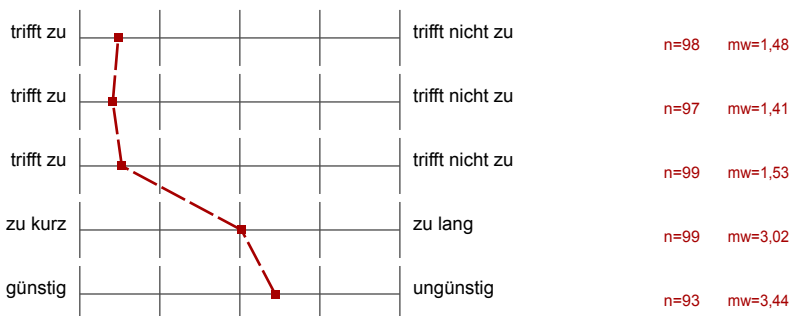 trifft zu trifft nicht zu n=98 mw=1,48
trifft zu trifft nicht zu n=97 mw=1,41
trifft zu trifft nicht zu n=99 mw=1,53
zu kurz zu lang n=99 mw=3,02
günstig ungünstig n=93 mw=3,44